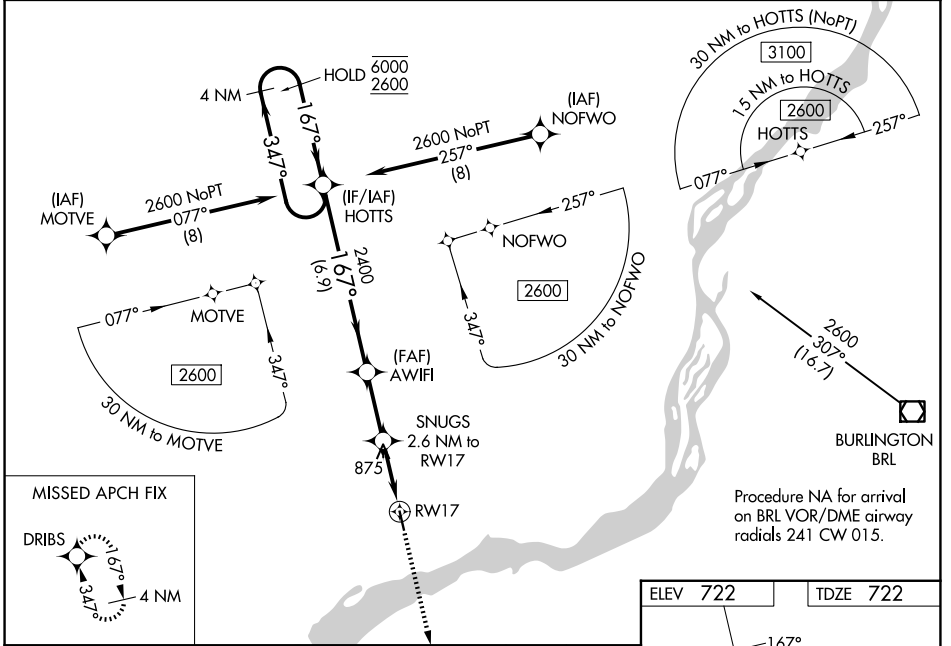 30 NM to HOTTS (NoPT)
3100
15 NM to HOTTS
2600
HOTTS
077°
257°
HOLD 6000
2600
4 NM
167°
347°
(IAF)
NOFWO
2600 NoPT
257°
(8)
(IAF)
MOTVE
2600 NoPT
077°
(8)
(IF/IAF)
HOTTS
2400
167°
(6.9)
257°
NOFWO
2600
347°
30 NM to NOFWO
077°
MOTVE
347°
2600
30 NM to MOTVE
(FAF)
AWIFI
SNUGS
2.6 NM to
RW17
875
RW17
2600
307°
(16.7)
BURLINGTON
BRL
Procedure NA for arrival
on BRL VOR/DME airway
radials 241 CW 015.
MISSED APCH FIX
DRIBS
167°
347°
4 NM
ELEV 722
TDZE 722
167°